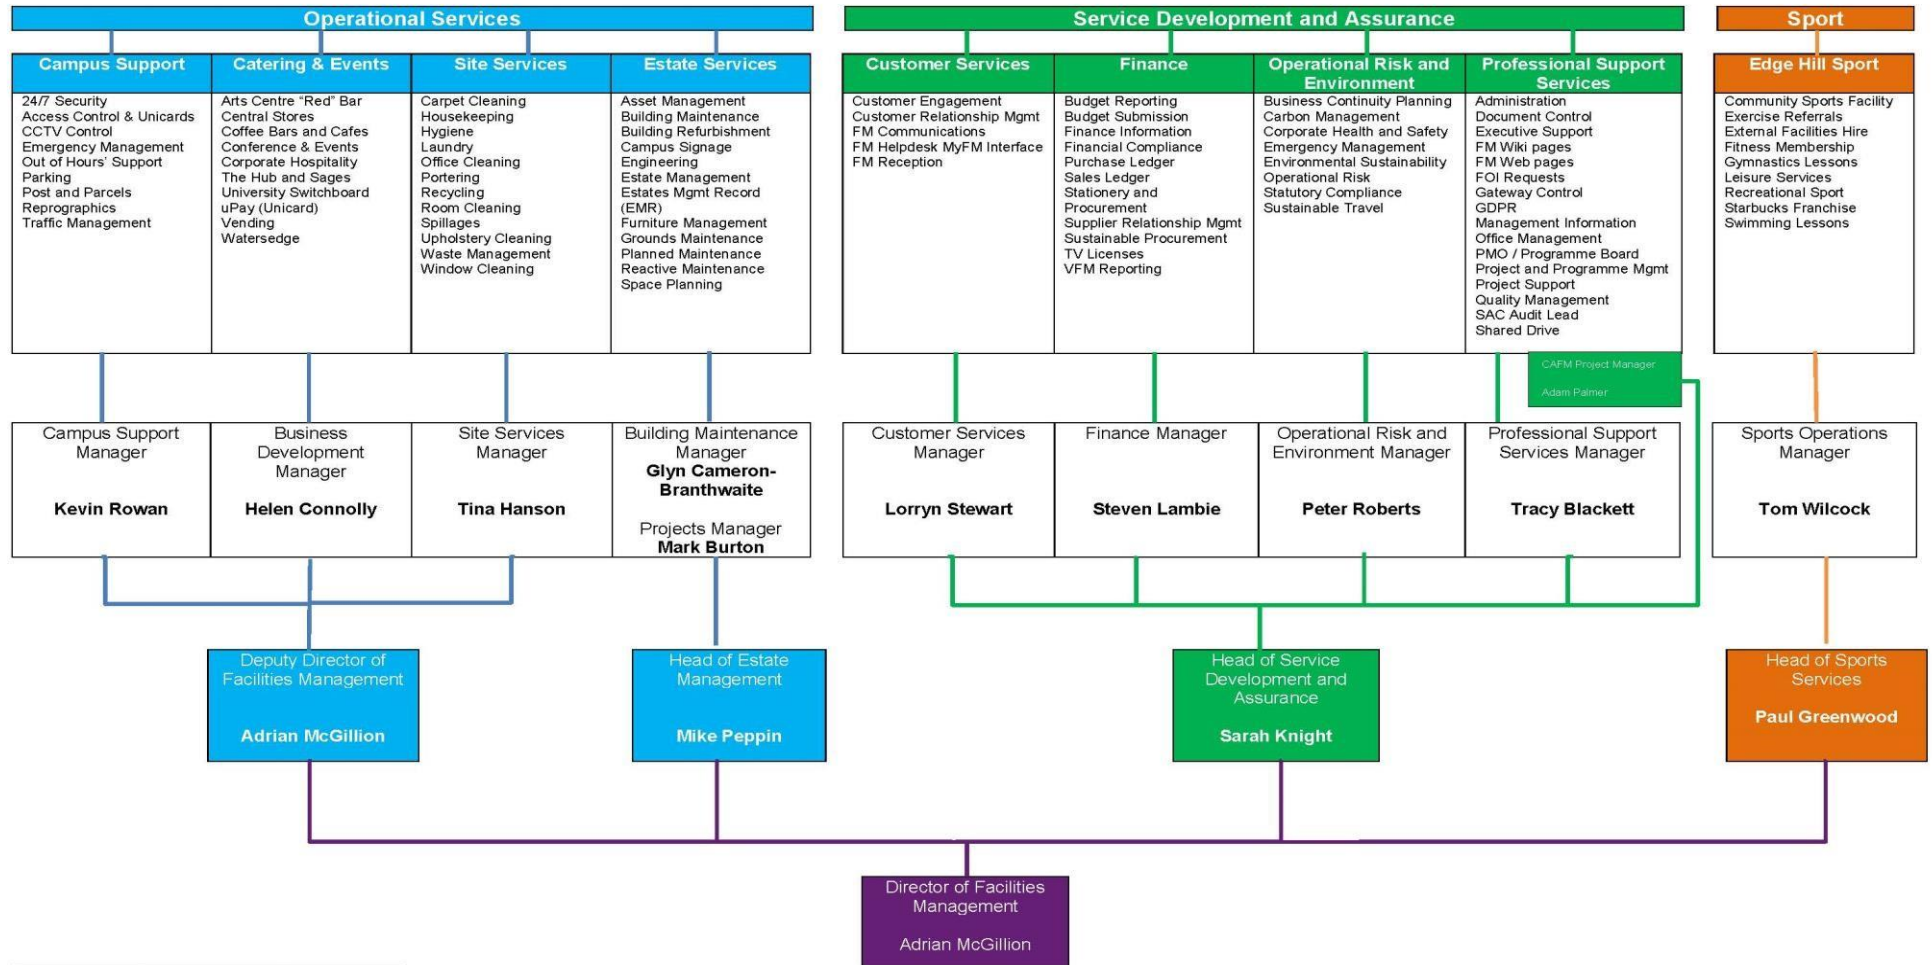 Operational Services
Service Development and Assurance
Sport
Campus Support
24/7 Security
Access Control & Unicards
CCTV Control
Emergency Management
Out of Hours' Support
Parking
Post and Parcels
Reprographics
Traffic Management
Catering & Events
Arts Centre "Red" Bar
Central Stores
Coffee Bars and Cafes
Conference & Events
Corporate Hospitality
The Hub and Sages
University Switchboard
uPay (Unicard)
Vending
Watersedge
Site Services
Carpet Cleaning
Housekeeping
Hygiene
Laundry
Office Cleaning
Portering
Recycling
Room Cleaning
Spillages
Upholstery Cleaning
Waste Management
Window Cleaning
Estate Services
Asset Management
Building Maintenance
Building Refurbishment
Campus Signage
Engineering
Estate Management
Estates Mgmt Record
(EMR)
Furniture Management
Grounds Maintenance
Planned Maintenance
Reactive Maintenance
Space Planning
Customer Services
Customer Engagement
Customer Relationship Mgmt
FM Communications
FM Helpdesk MyFM Interface
FM Reception
Finance
Budget Reporting
Budget Submission
Finance Information
Financial Compliance
Purchase Ledger
Sales Ledger
Stationery and
Procurement
Supplier Relationship Mgmt
Sustainable Procurement
TV Licenses
VFM Reporting
Operational Risk and
Environment
Business Continuity Planning
Carbon Management
Corporate Health and Safety
Emergency Management
Environmental Sustainability
Operational Risk
Statutory Compliance
Sustainable Travel
Professional Support
Services
Administration
Document Control
Executive Support
FM Wiki pages
FM Web pages
FOI Requests
Gateway Control
GDPR
Management Information
Office Management
PMO / Programme Board
Project and Programme Mgmt
Project Support
Quality Management
SAC Audit Lead
Shared Drive
Edge Hill Sport
Community Sports Facility
Exercise Referrals
External Facilities Hire
Fitness Membership
Gymnastics Lessons
Leisure Services
Recreational Sport
Starbucks Franchise
Swimming Lessons
CAFM Project Manager
Adam Palmer
Campus Support
Manager
Kevin Rowan
Business
Development
Manager
Helen Connolly
Site Services
Manager
Tina Hanson
Building Maintenance
Manager
Glyn Cameron-
Branthwaite
Projects Manager
Mark Burton
Customer Services
Manager
Lorryn Stewart
Finance Manager
Steven Lambie
Operational Risk and
Environment Manager
Peter Roberts
Professional Support
Services Manager
Tracy Blackett
Sports Operations
Manager
Tom Wilcock
Deputy Director of
Facilities Management
Adrian McGillion
Head of Estate
Management
Mike Peppin
Head of Service
Development and
Assurance
Sarah Knight
Head of Sports
Services
Paul Greenwood
Director of Facilities
Management
Adrian McGillion